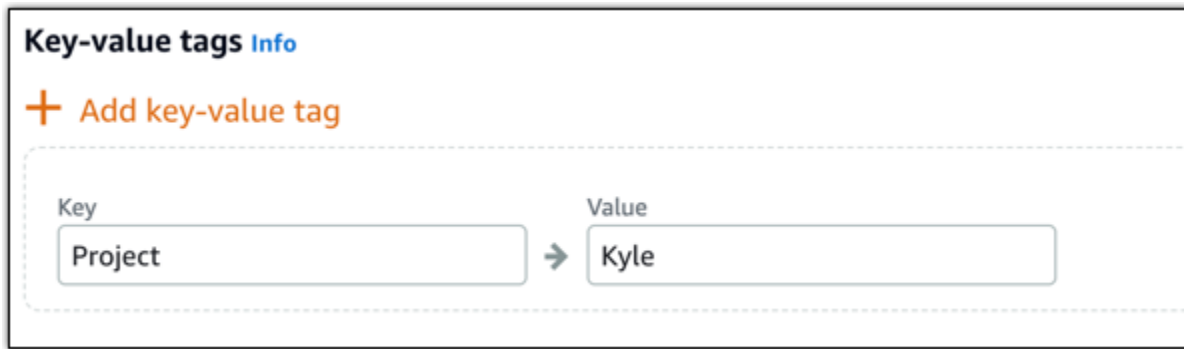 Key-value tags Info
+ Add key-value tag
Key Value
Project → Kyle